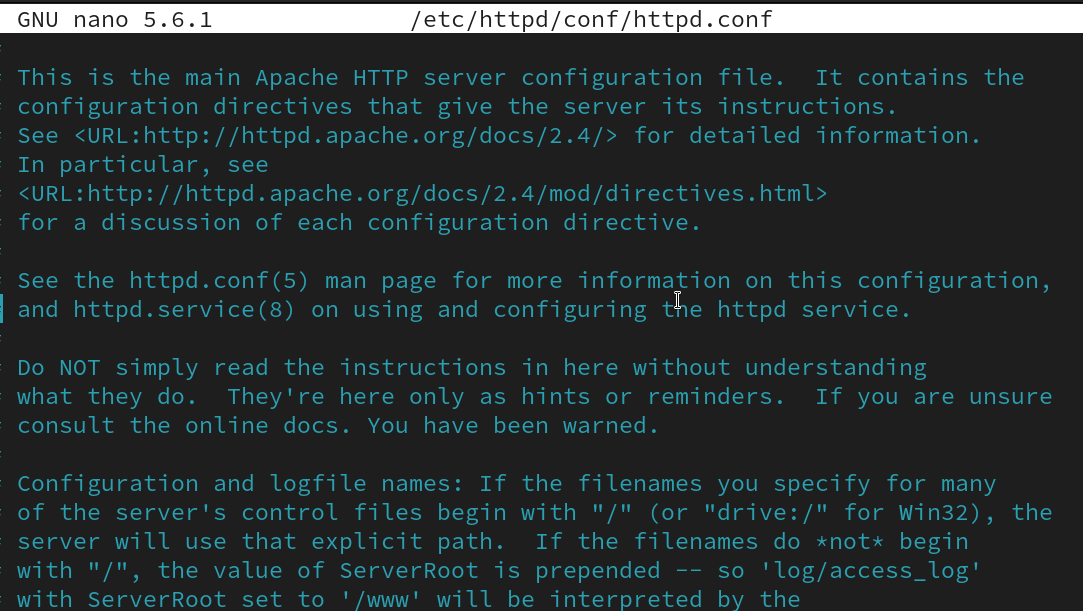 GNU nano 5.6.1 /etc/httpd/conf/httpd.conf
#
# This is the main Apache HTTP server configuration file.  It contains the
# configuration directives that give the server its instructions.
# See <URL:http://httpd.apache.org/docs/2.4/> for detailed information.
# In particular, see
# <URL:http://httpd.apache.org/docs/2.4/mod/directives.html>
# for a discussion of each configuration directive.
#
# See the httpd.conf(5) man page for more information on this configuration,
# and httpd.service(8) on using and configuring the httpd service.
#
# Do NOT simply read the instructions in here without understanding
# what they do.  They're here only as hints or reminders.  If you are unsure
# consult the online docs. You have been warned.
#
# Configuration and logfile names: If the filenames you specify for many
# of the server's control files begin with "/" (or "drive:/" for Win32), the
# server will use that explicit path.  If the filenames do *not* begin
# with "/", the value of ServerRoot is prepended -- so 'log/access_log'
# with ServerRoot set to '/www' will be interpreted by the